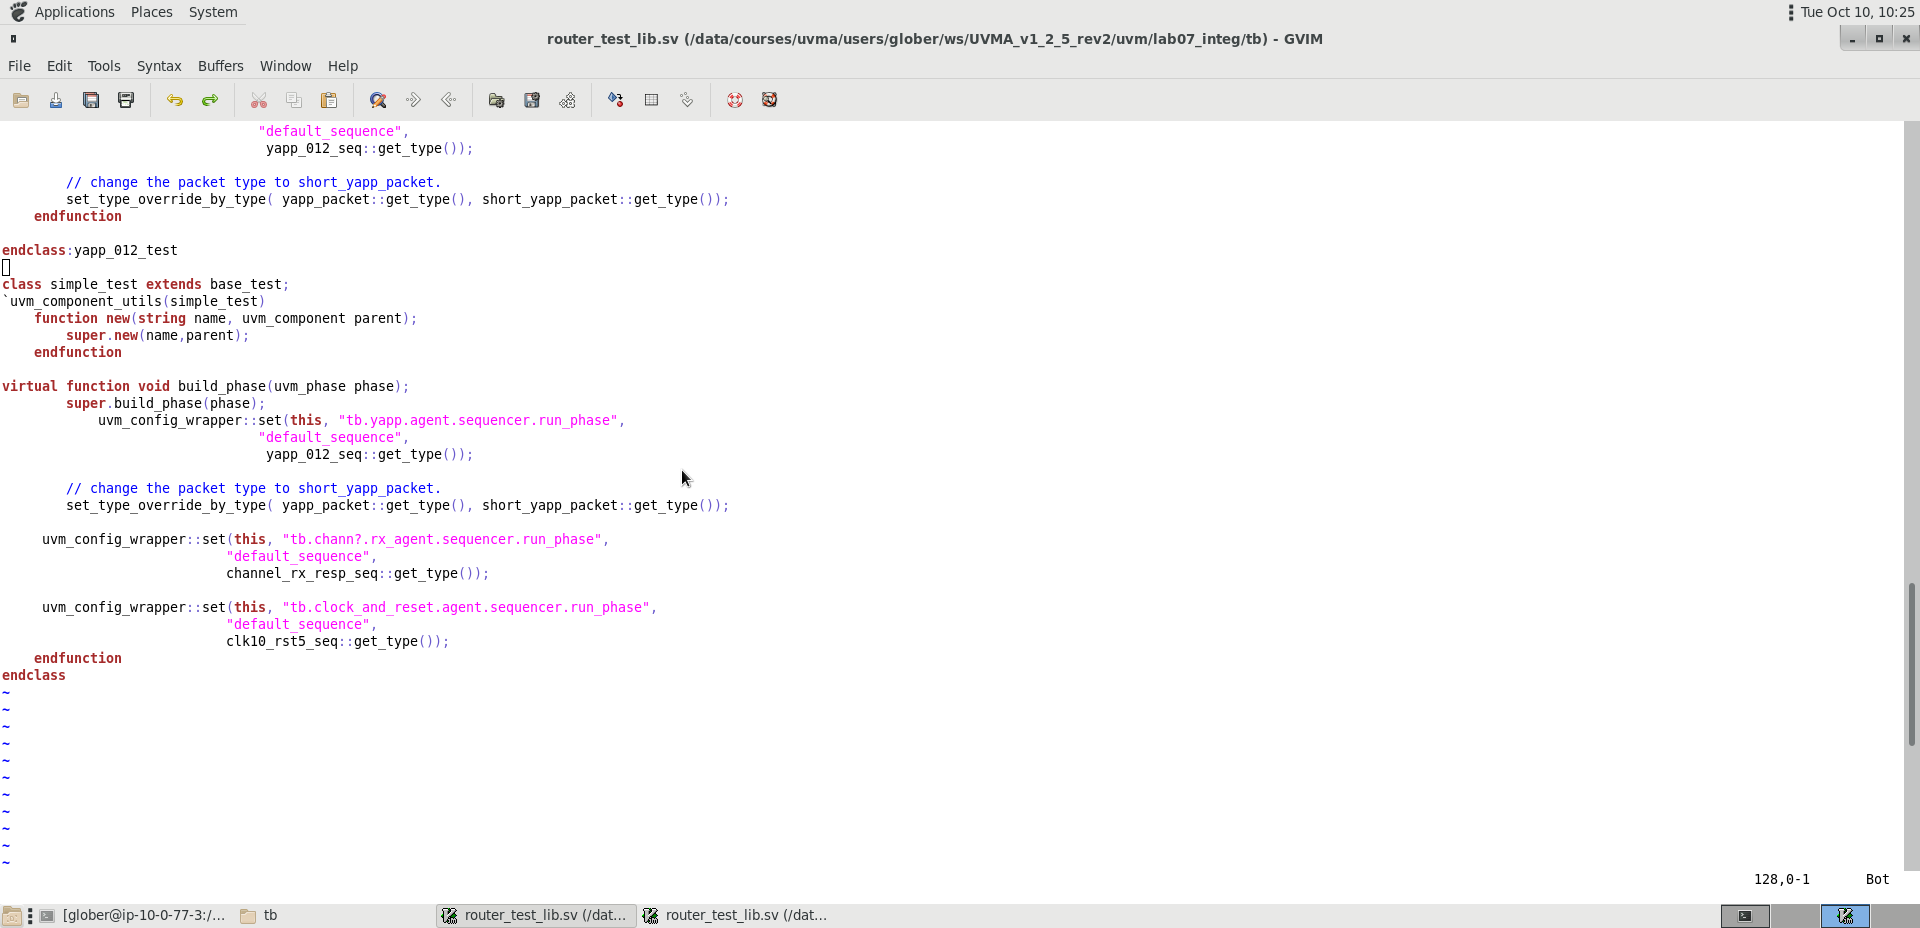 Applications Places System Tue Oct 10, 10:25
router_test_lib.sv (/data/courses/uvma/users/glober/ws/UVMA_v1_2_5_rev2/uvm/lab07_integ/tb) - GVIM
File Edit Tools Syntax Buffers Window Help
"default_sequence",
yapp_012_seq::get_type());
// change the packet type to short_yapp_packet.
set_type_override_by_type( yapp_packet::get_type(), short_yapp_packet::get_type());
endfunction
endclass:yapp_012_test
class simple_test extends base_test;
`uvm_component_utils(simple_test)
function new(string name, uvm_component parent);
super.new(name,parent);
endfunction
virtual function void build_phase(uvm_phase phase);
super.build_phase(phase);
uvm_config_wrapper::set(this, "tb.yapp.agent.sequencer.run_phase",
"default_sequence",
yapp_012_seq::get_type());
// change the packet type to short_yapp_packet.
set_type_override_by_type( yapp_packet::get_type(), short_yapp_packet::get_type());
uvm_config_wrapper::set(this, "tb.chann?.rx_agent.sequencer.run_phase",
"default_sequence",
channel_rx_resp_seq::get_type());
uvm_config_wrapper::set(this, "tb.clock_and_reset.agent.sequencer.run_phase",
"default_sequence",
clk10_rst5_seq::get_type());
endfunction
endclass
~
~
~
~
~
~
~
~
~
~
~
128,0-1 Bot
[glober@ip-10-0-77-3:/... tb router_test_lib.sv (/dat... router_test_lib.sv (/dat...